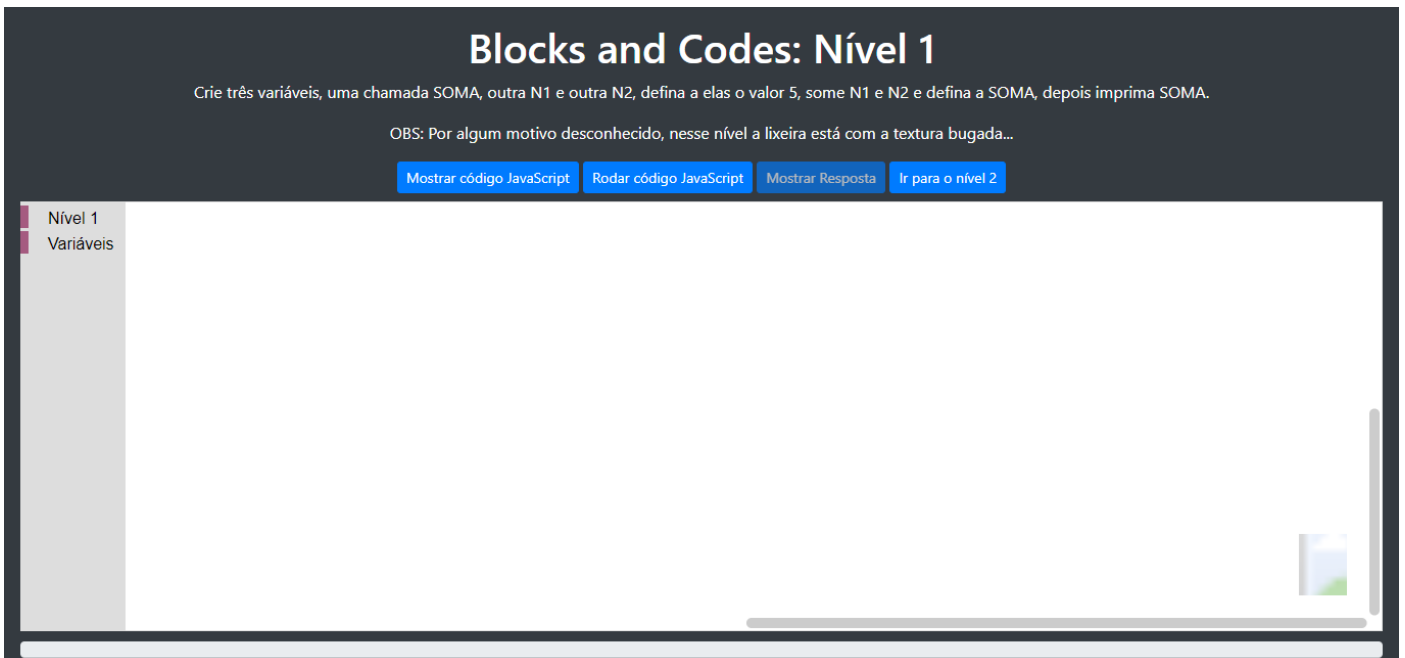 Blocks and Codes: Nível 1
Crie três variáveis, uma chamada SOMA, outra N1 e outra N2, defina a elas o valor 5, some N1 e N2 e defina a SOMA, depois imprima SOMA.
OBS: Por algum motivo desconhecido, nesse nível a lixeira está com a textura bugada...
Mostrar código JavaScript Rodar código JavaScript Mostrar Resposta Ir para o nível 2
Nível 1
Variáveis